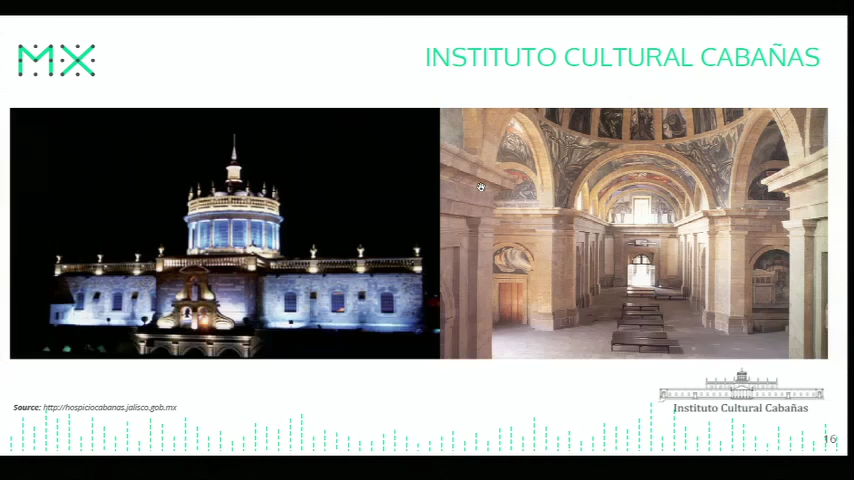 MX
INSTITUTO CULTURAL CABAÑAS
Source: http://hospiciocabanas.jalisco.gob.mx
Instituto Cultural Cabañas
16